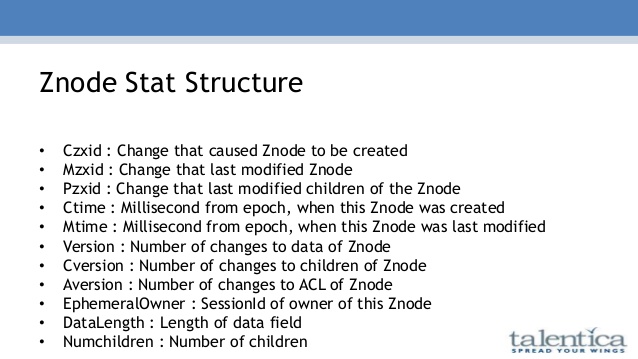 Znode Stat Structure
• Czxid : Change that caused Znode to be created
• Mzxid : Change that last modified Znode
• Pzxid : Change that last modified children of the Znode
• Ctime : Millisecond from epoch, when this Znode was created
• Mtime : Millisecond from epoch, when this Znode was last modified
• Version : Number of changes to data of Znode
• Cversion : Number of changes to children of Znode
• Aversion : Number of changes to ACL of Znode
• EphemeralOwner : SessionId of owner of this Znode
• DataLength : Length of data field
• Numchildren : Number of children
talentica
SPREAD YOUR WINGS